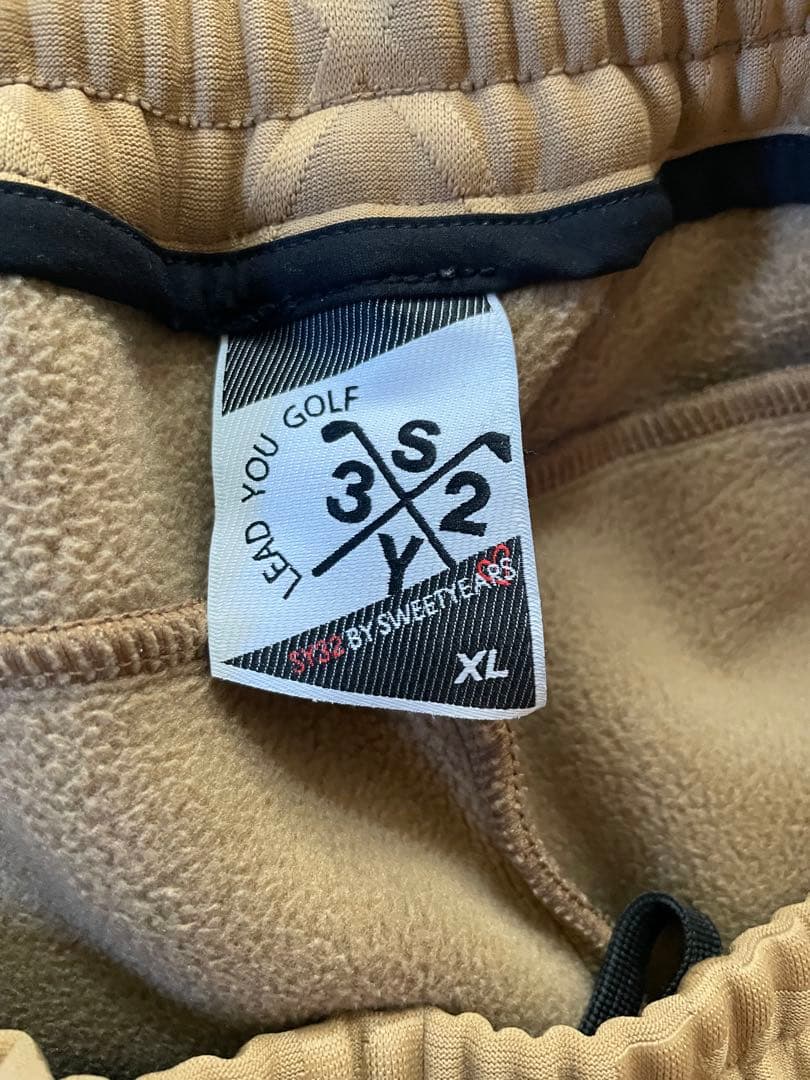 LEAD YOU GOLF
S
3 2
Y
SY32 BY SWEETYEARS
XL